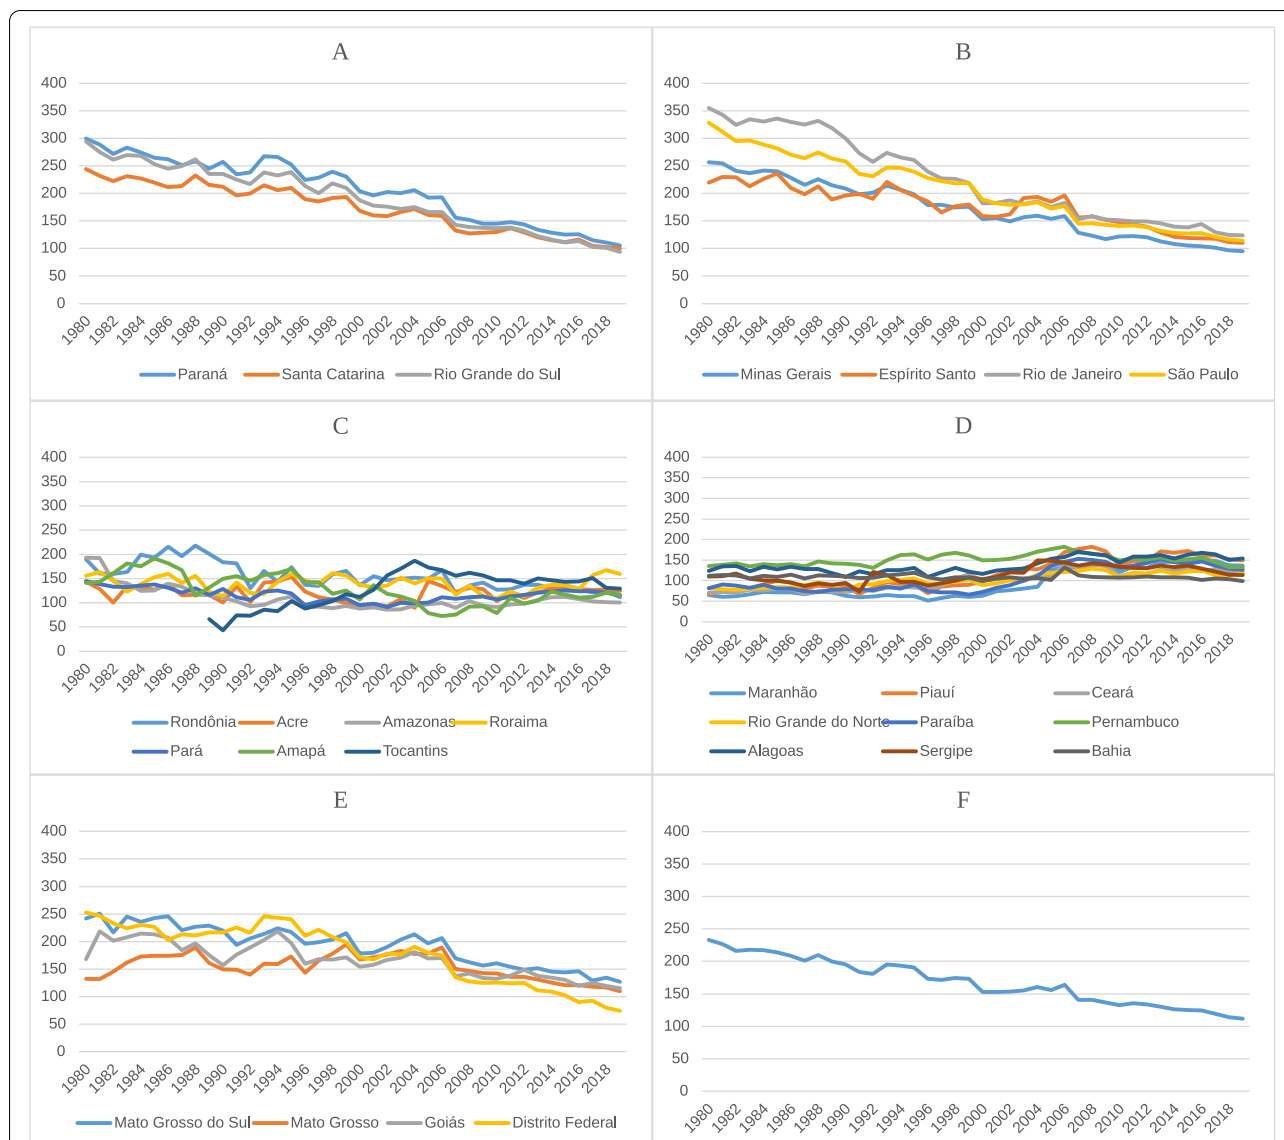 A
400
350
300
250
200
150
100
50
0
1980 1982 1984 1986 1988 1990 1992 1994 1996 1998 2000 2002 2004 2006 2008 2010 2012 2014 2016 2018
Paraná Santa Catarina Rio Grande do Sul
B
400
350
300
250
200
150
100
50
0
1980 1982 1984 1986 1988 1990 1992 1994 1996 1998 2000 2002 2004 2006 2008 2010 2012 2014 2016 2018
Minas Gerais Espírito Santo Rio de Janeiro São Paulo
C
400
350
300
250
200
150
100
50
0
1980 1982 1984 1986 1988 1990 1992 1994 1996 1998 2000 2002 2004 2006 2008 2010 2012 2014 2016 2018
Rondônia Acre Amazonas Roraima
Pará Amapá Tocantins
D
400
350
300
250
200
150
100
50
0
1980 1982 1984 1986 1988 1990 1992 1994 1996 1998 2000 2002 2004 2006 2008 2010 2012 2014 2016 2018
Maranhão Piauí Ceará
Rio Grande do Norte Paraíba Pernambuco
Alagoas Sergipe Bahia
E
400
350
300
250
200
150
100
50
0
1980 1982 1984 1986 1988 1990 1992 1994 1996 1998 2000 2002 2004 2006 2008 2010 2012 2014 2016 2018
Mato Grosso do Sul Mato Grosso Goiás Distrito Federal
F
400
350
300
250
200
150
100
50
0
1980 1982 1984 1986 1988 1990 1992 1994 1996 1998 2000 2002 2004 2006 2008 2010 2012 2014 2016 2018